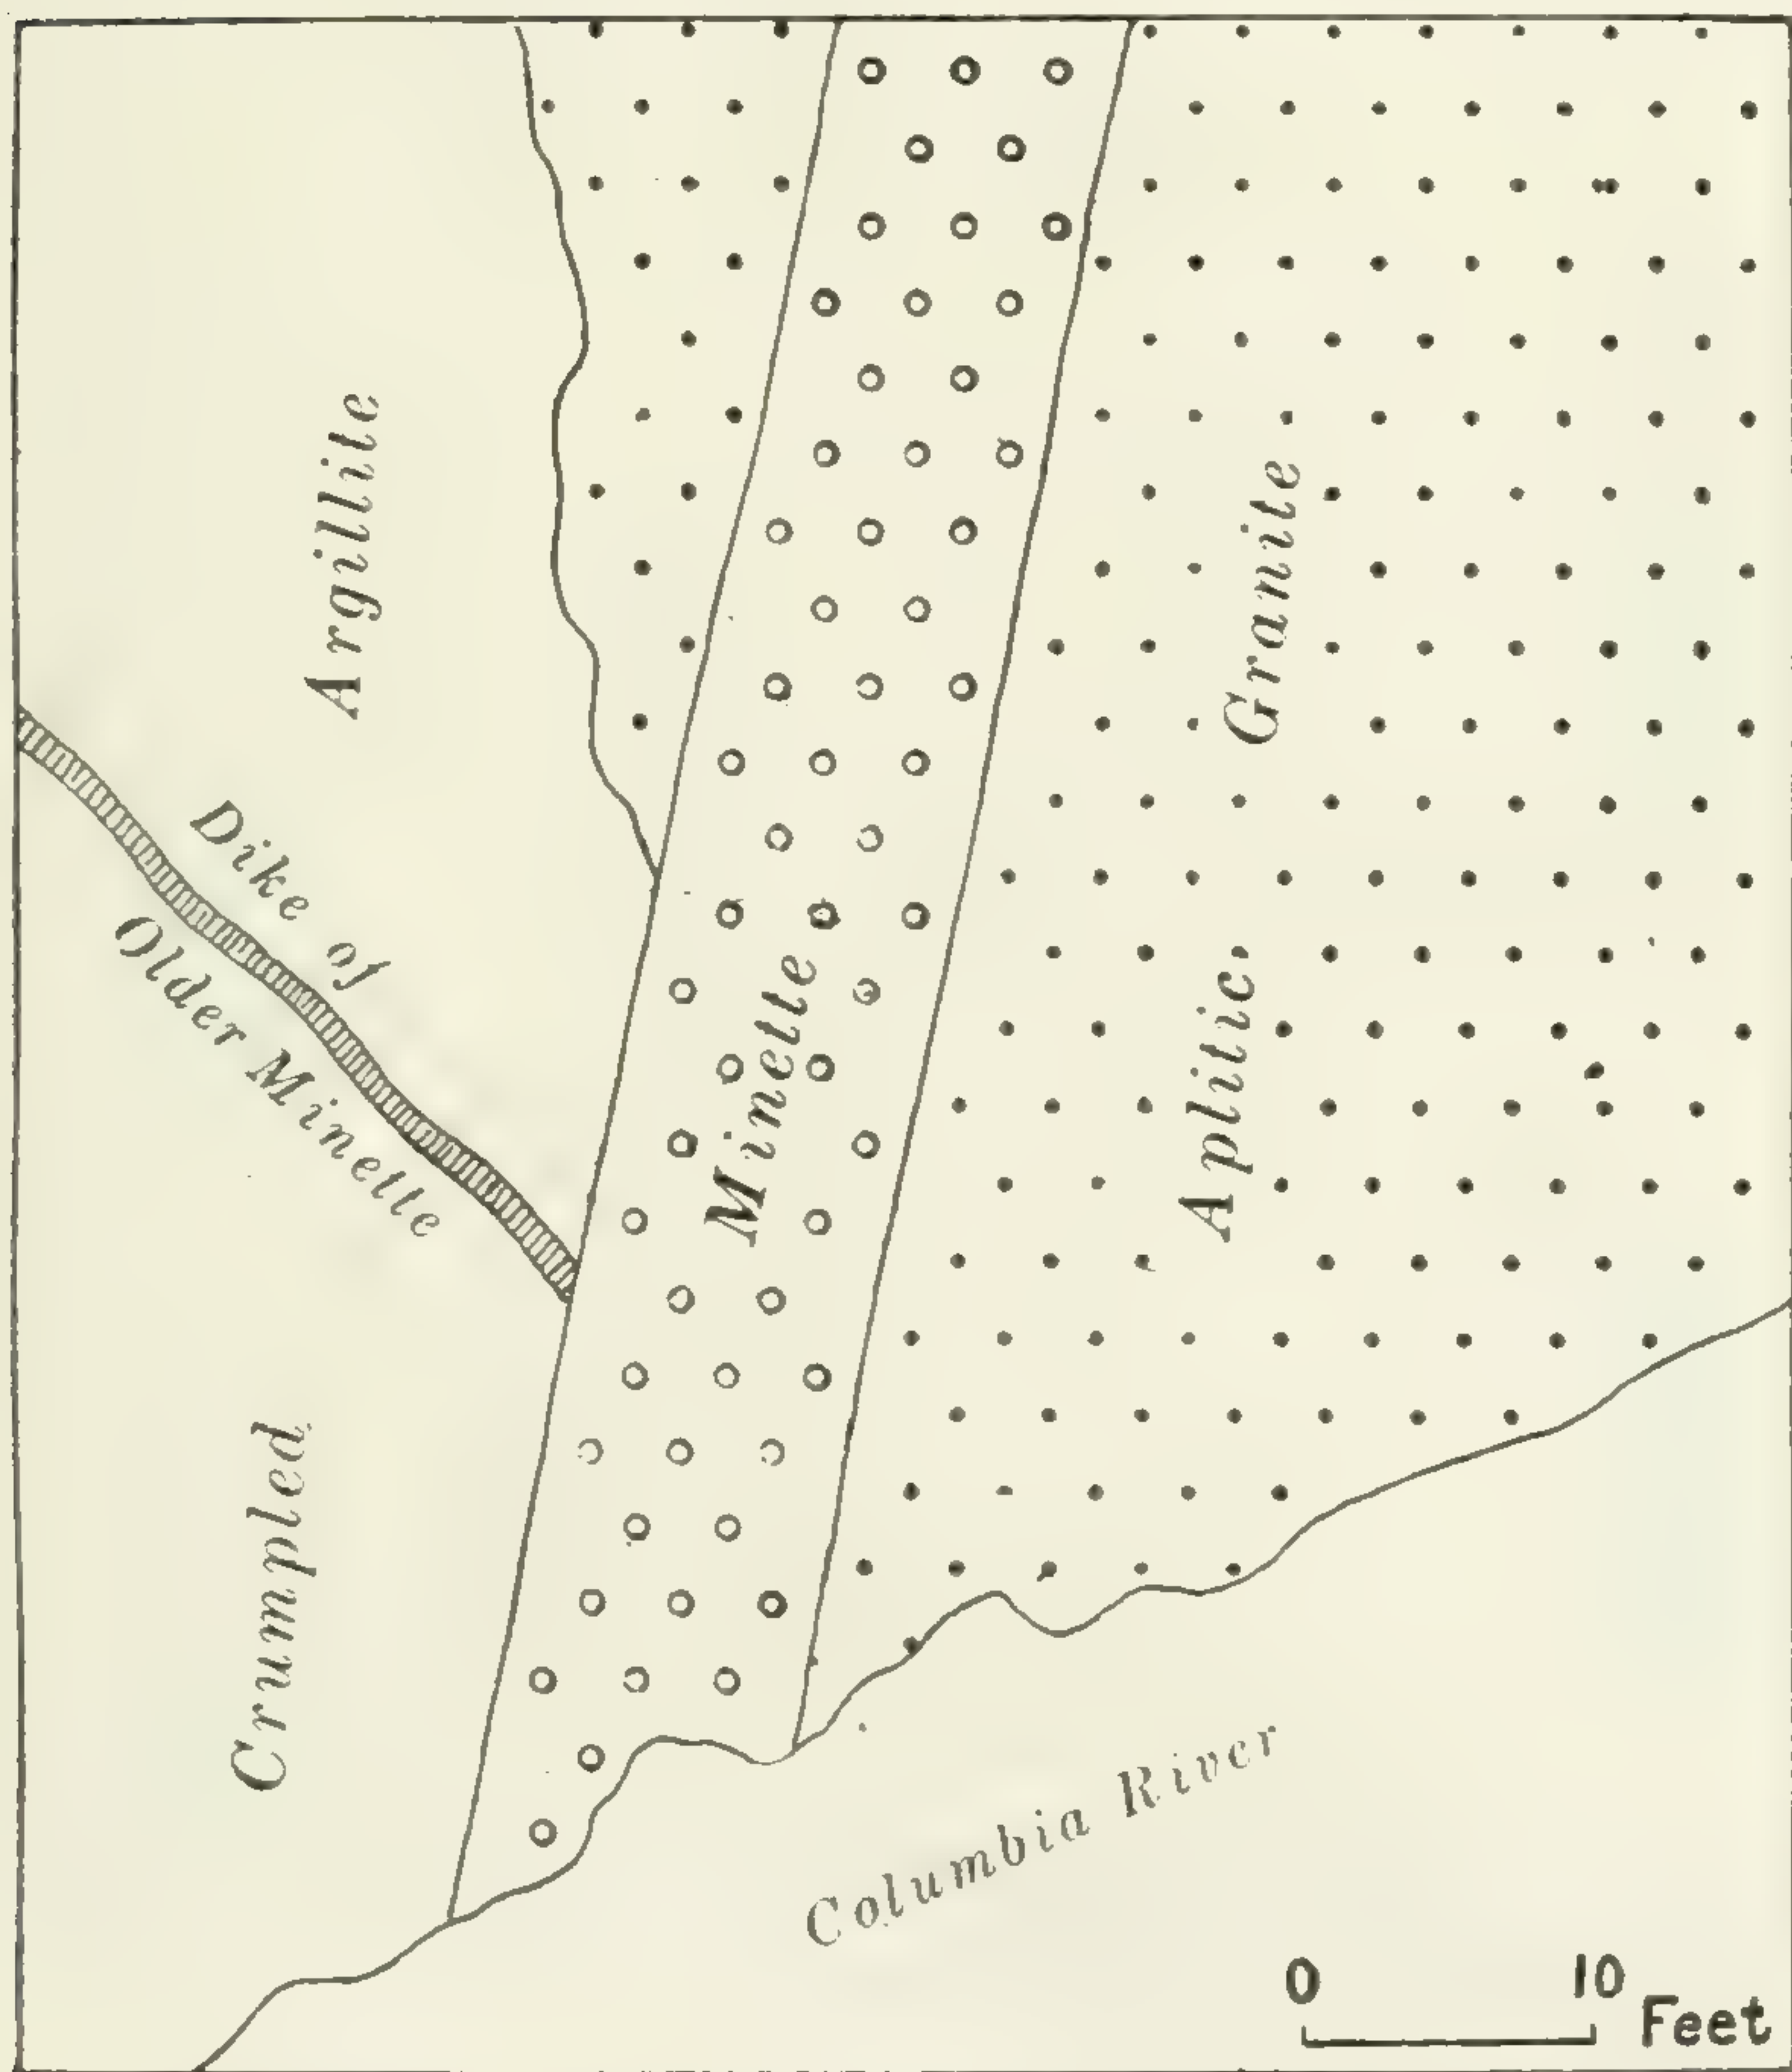 Crumpled Argillite
Dike of
Older Minette
Minette
Aplitic Granite
Columbia River
0 10 Feet